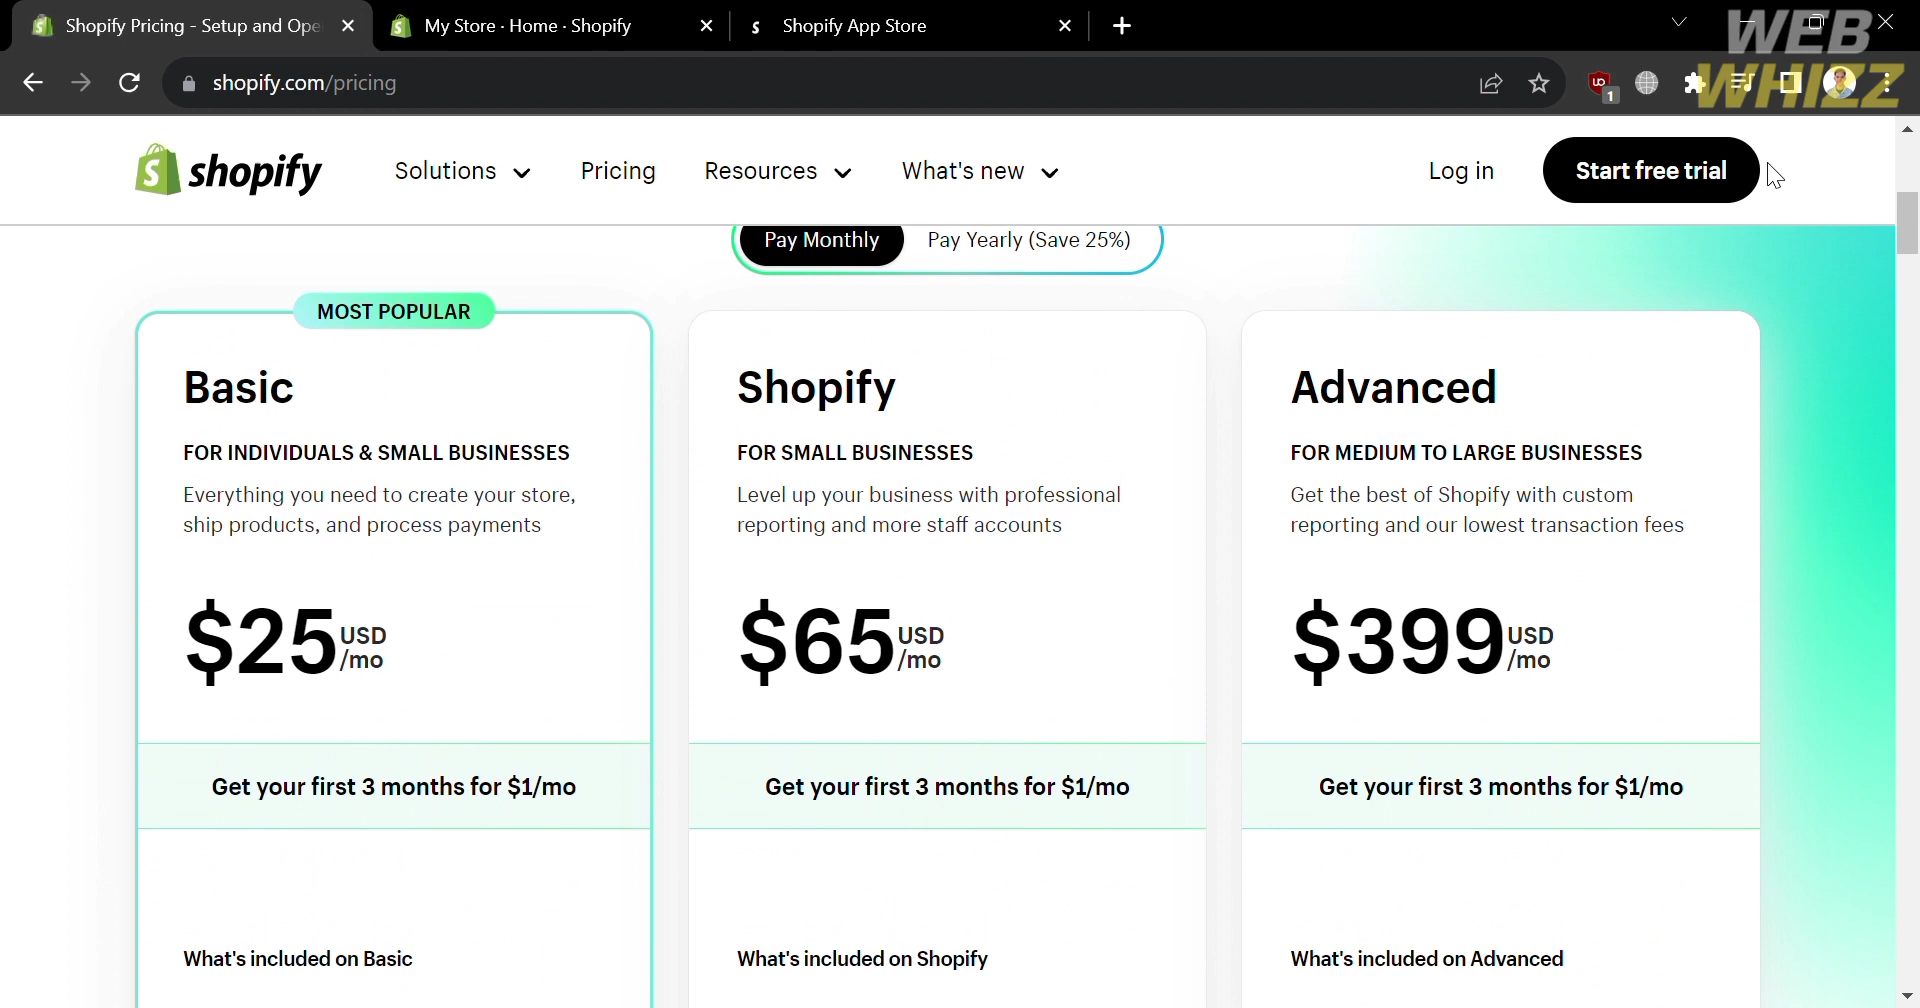 Shopify Pricing - Setup and Ope
My Store · Home · Shopify
Shopify App Store
WEB
WHIZZ
shopify.com/pricing
1
shopify
Solutions
Pricing
Resources
What's new
Log in
Start free trial
Pay Monthly
Pay Yearly (Save 25%)
MOST POPULAR
Basic
FOR INDIVIDUALS & SMALL BUSINESSES
Everything you need to create your store,
ship products, and process payments
$25 USD
/mo
Get your first 3 months for $1/mo
What's included on Basic
Shopify
FOR SMALL BUSINESSES
Level up your business with professional
reporting and more staff accounts
$65 USD
/mo
Get your first 3 months for $1/mo
What's included on Shopify
Advanced
FOR MEDIUM TO LARGE BUSINESSES
Get the best of Shopify with custom
reporting and our lowest transaction fees
$399 USD
/mo
Get your first 3 months for $1/mo
What's included on Advanced